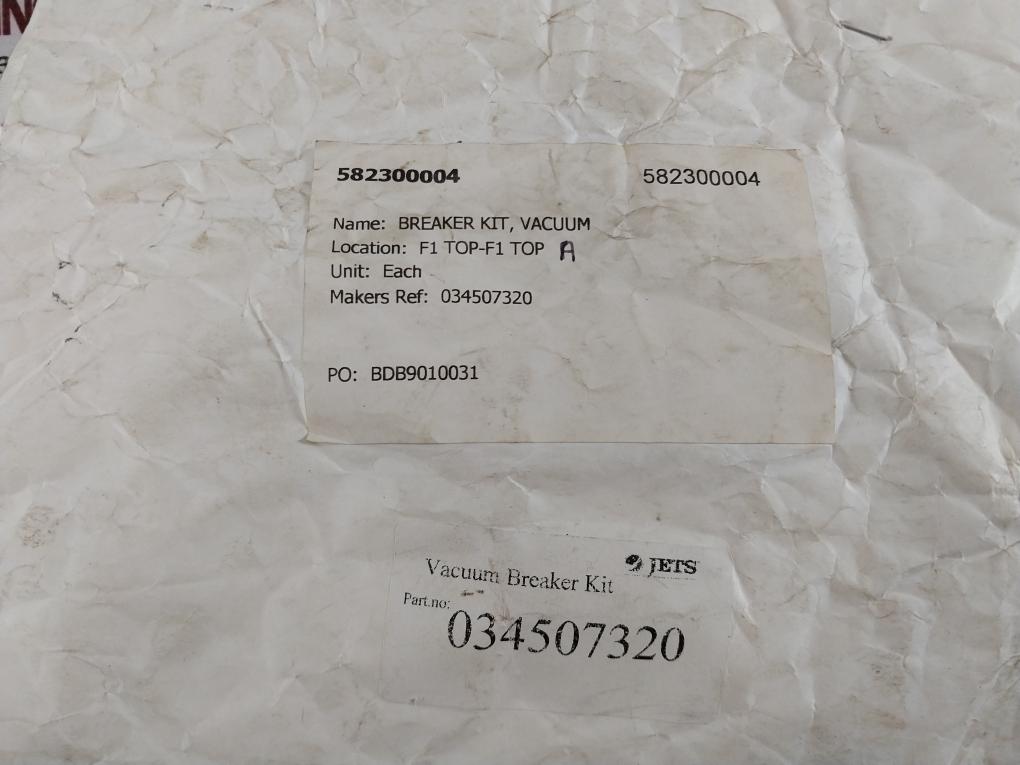 582300004 582300004
Name: BREAKER KIT, VACUUM
Location: F1 TOP-F1 TOP A
Unit: Each
Makers Ref: 034507320
PO: BDB9010031
JETS
Vacuum Breaker Kit
Part.no:
034507320